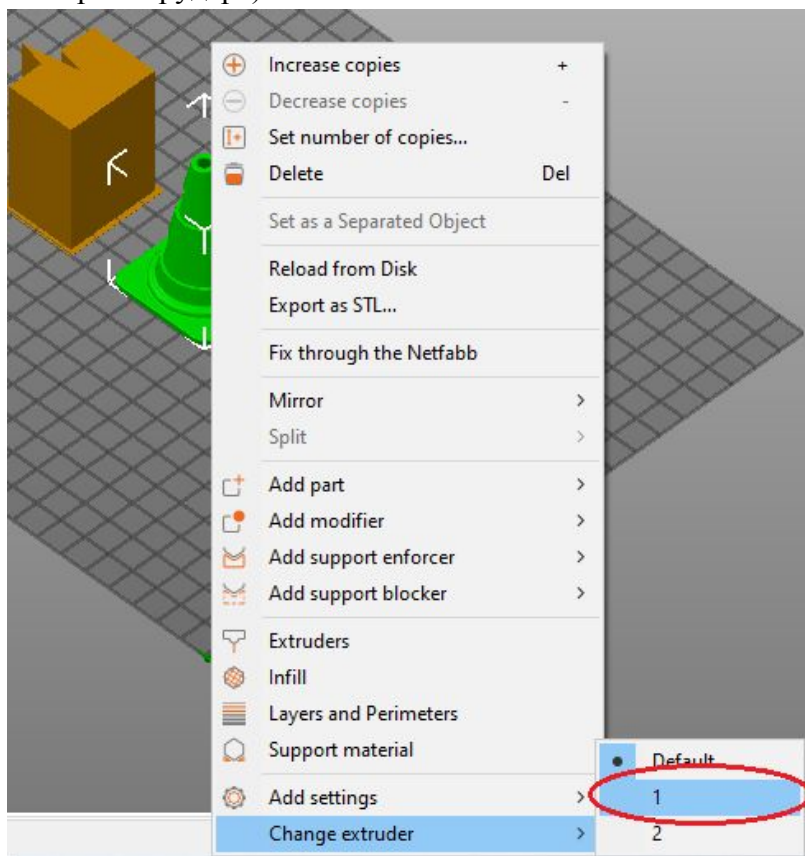 Increase copies +
Decrease copies -
Set number of copies...
Delete Del
Set as a Separated Object
Reload from Disk
Export as STL...
Fix through the Netfabb
Mirror >
Split >
Add part >
Add modifier >
Add support enforcer >
Add support blocker >
Extruders
Infill
Layers and Perimeters
Support material
Default
Add settings >
1
Change extruder >
2